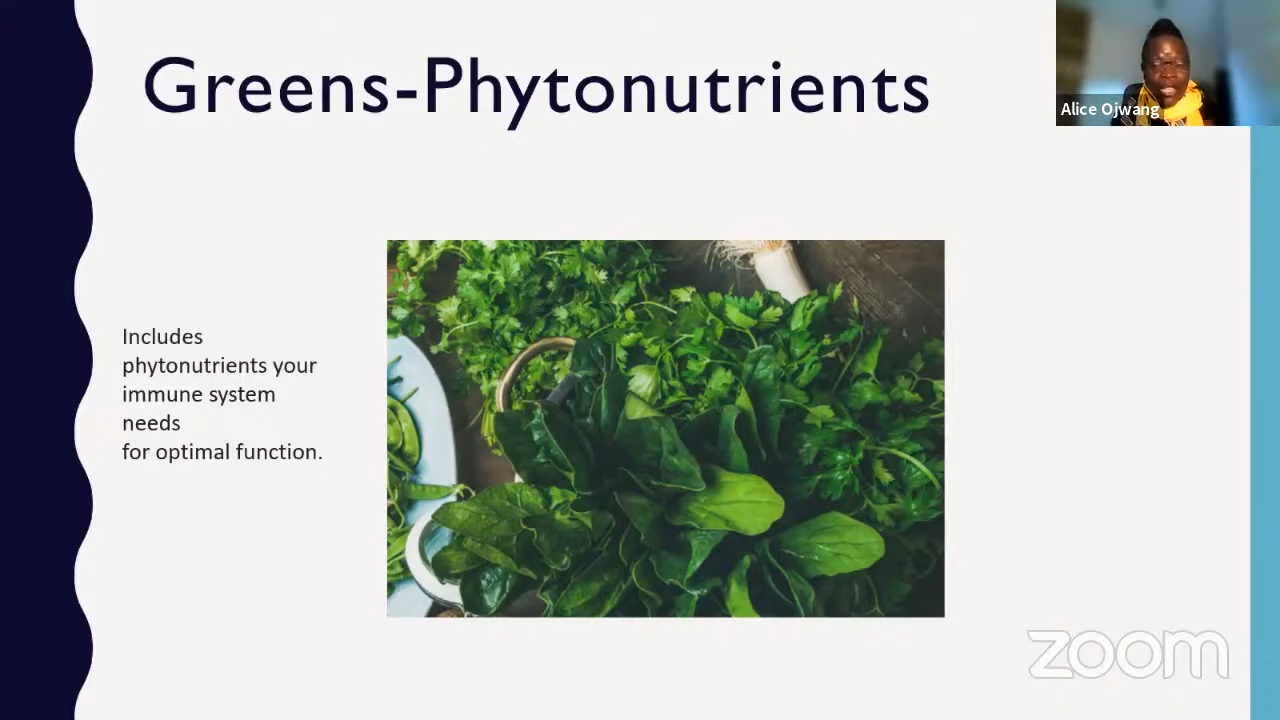 Greens-Phytonutrients
Alice Ojwang
Includes
phytonutrients your
immune system
needs
for optimal function.
zoom